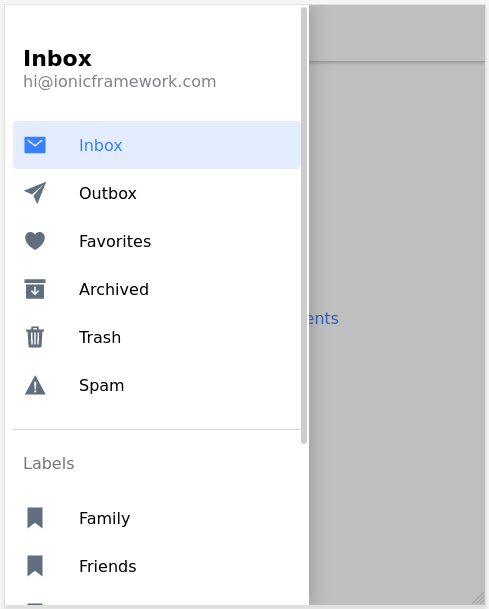 Inbox
hi@ionicframework.com
Inbox
Outbox
Favorites
Archived
Trash
Spam
ents
Labels
Family
Friends